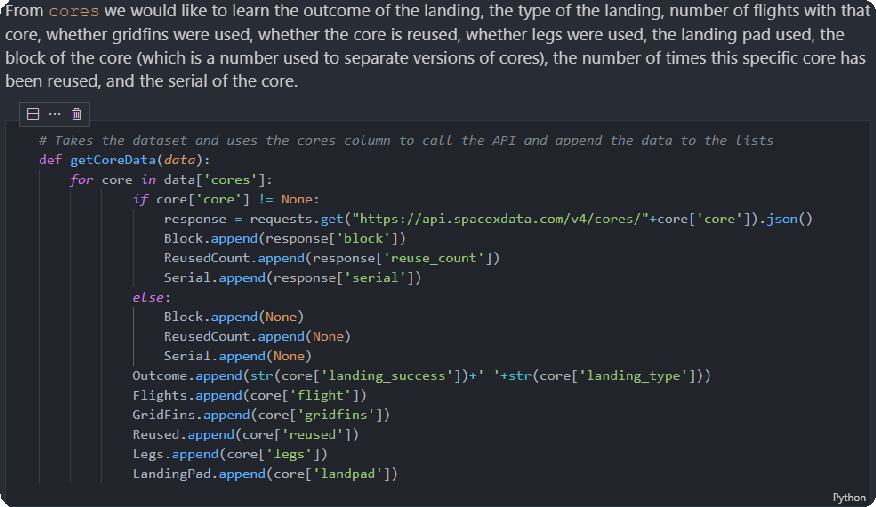 From cores we would like to learn the outcome of the landing, the type of the landing, number of flights with that
core, whether gridfins were used, whether the core is reused, whether legs were used, the landing pad used, the
block of the core (which is a number used to separate versions of cores), the number of times this specific core has
been reused, and the serial of the core.
# Takes the dataset and uses the cores column to call the API and append the data to the lists
def getCoreData(data):
    for core in data['cores']:
            if core['core'] != None:
                response = requests.get("https://api.spacexdata.com/v4/cores/"+core['core']).json()
                Block.append(response['block'])
                ReusedCount.append(response['reuse_count'])
                Serial.append(response['serial'])
            else:
                Block.append(None)
                ReusedCount.append(None)
                Serial.append(None)
            Outcome.append(str(core['landing_success'])+' '+str(core['landing_type']))
            Flights.append(core['flight'])
            GridFins.append(core['gridfins'])
            Reused.append(core['reused'])
            Legs.append(core['legs'])
            LandingPad.append(core['landpad'])
Python